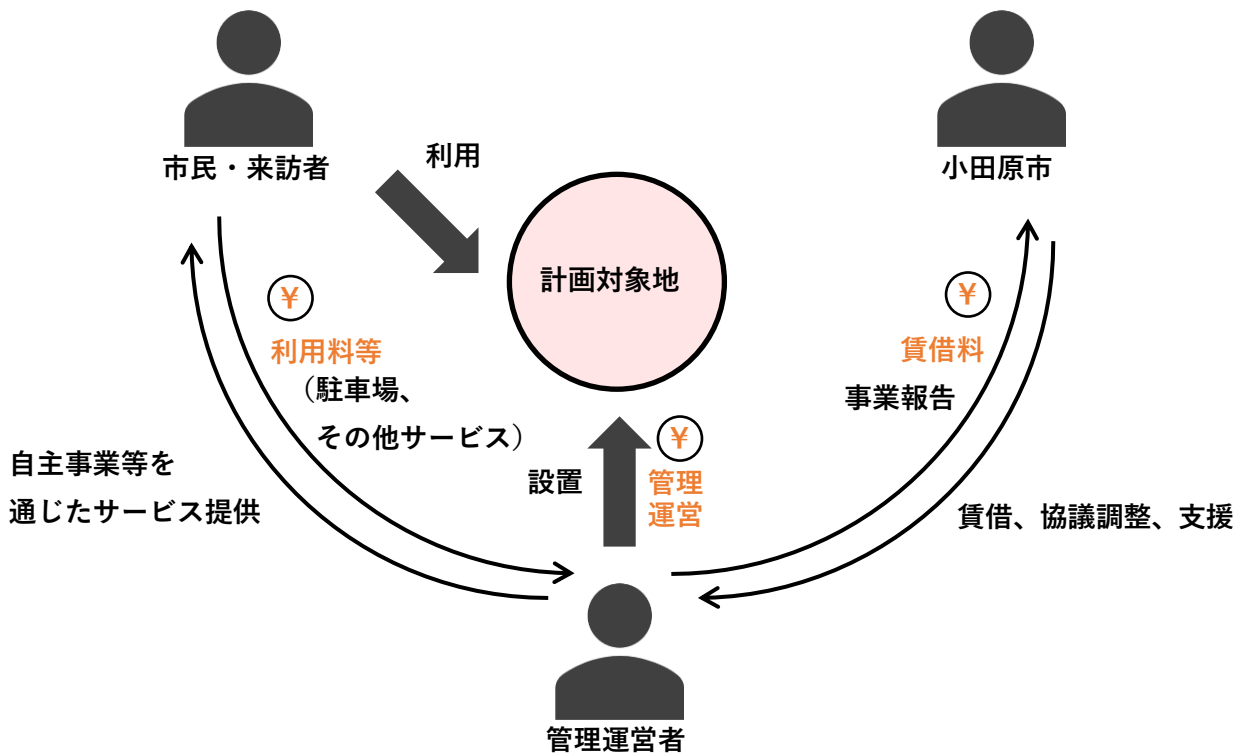 市民・来訪者
小田原市
利用
計画対象地
¥
利用料等
（駐車場、
その他サービス）
¥
賃借料
事業報告
自主事業等を
通じたサービス提供
設置
¥
管理
運営
賃借、協議調整、支援
管理運営者